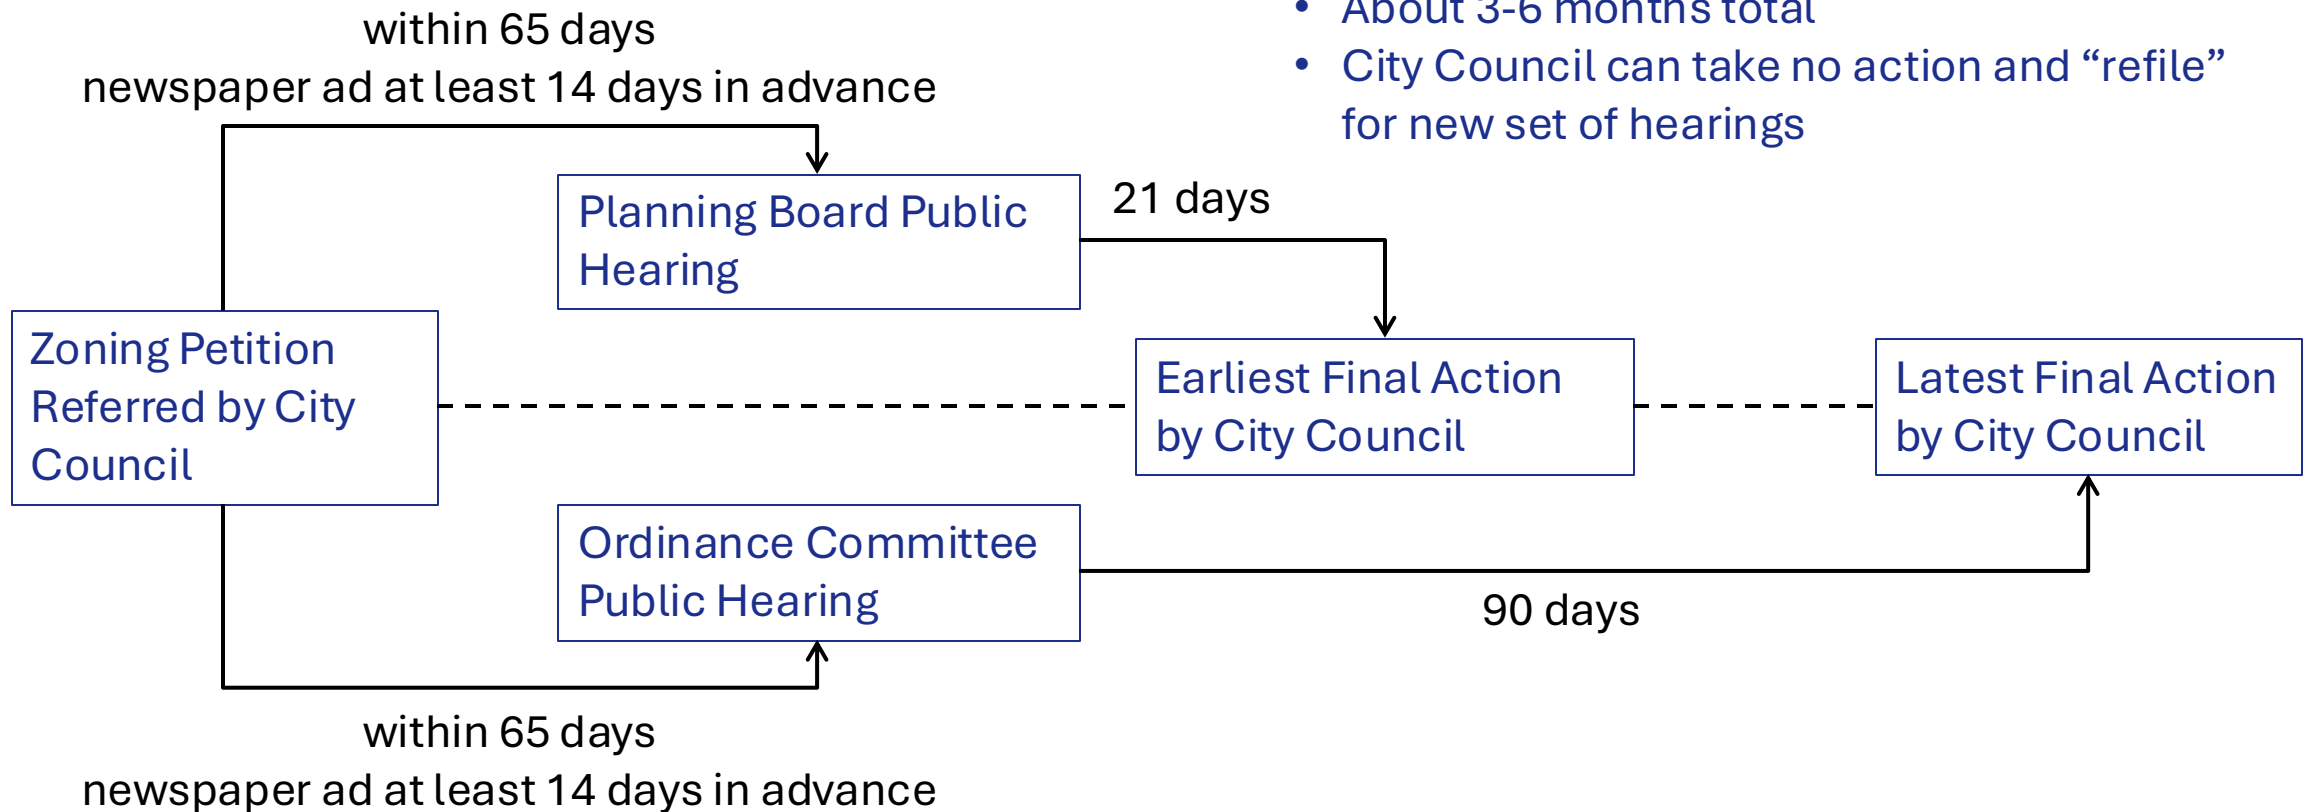 within 65 days
newspaper ad at least 14 days in advance
• About 3-6 months total
• City Council can take no action and “refile”
for new set of hearings
Planning Board Public
Hearing
21 days
Zoning Petition
Referred by City
Council
Earliest Final Action
by City Council
Latest Final Action
by City Council
Ordinance Committee
Public Hearing
90 days
within 65 days
newspaper ad at least 14 days in advance